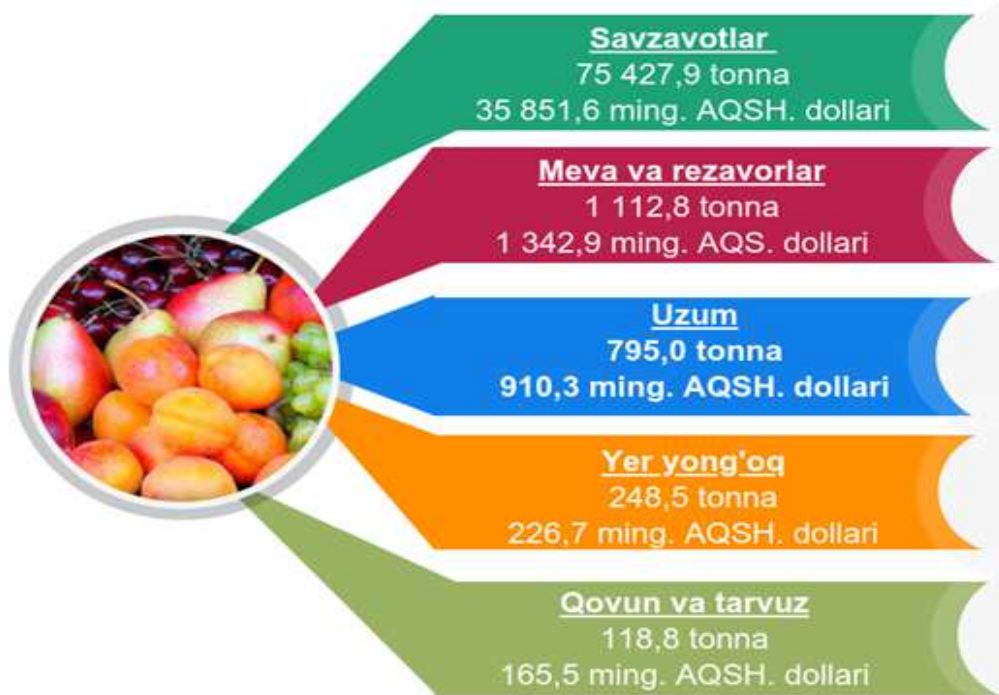 Savzavotlar
75 427,9 tonna
35 851,6 ming. AQSH. dollari
Meva va rezavorlar
1 112,8 tonna
1 342,9 ming. AQS. dollari
Uzum
795,0 tonna
910,3 ming. AQSH. dollari
Yer yong'oq
248,5 tonna
226,7 ming. AQSH. dollari
Qovun va tarvuz
118,8 tonna
165,5 ming. AQSH. dollari